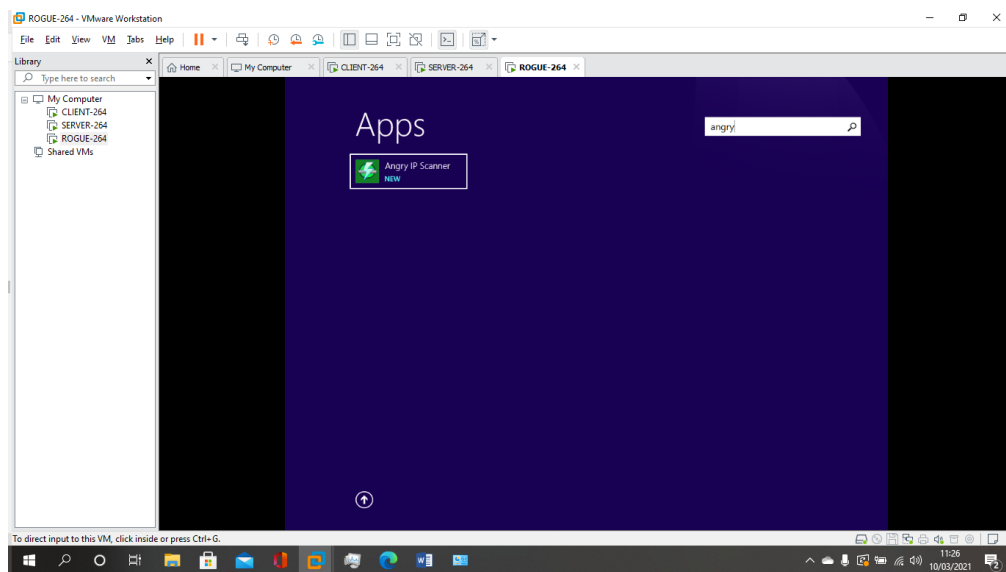 ROGUE-264 - VMware Workstation
File Edit View VM Tabs Help
Library
Type here to search
My Computer
CLIENT-264
SERVER-264
ROGUE-264
Shared VMs
Home
My Computer
CLIENT-264
SERVER-264
ROGUE-264
Apps
angry
Angry IP Scanner
NEW
To direct input to this VM, click inside or press Ctrl+G.
11:26
10/03/2021
2